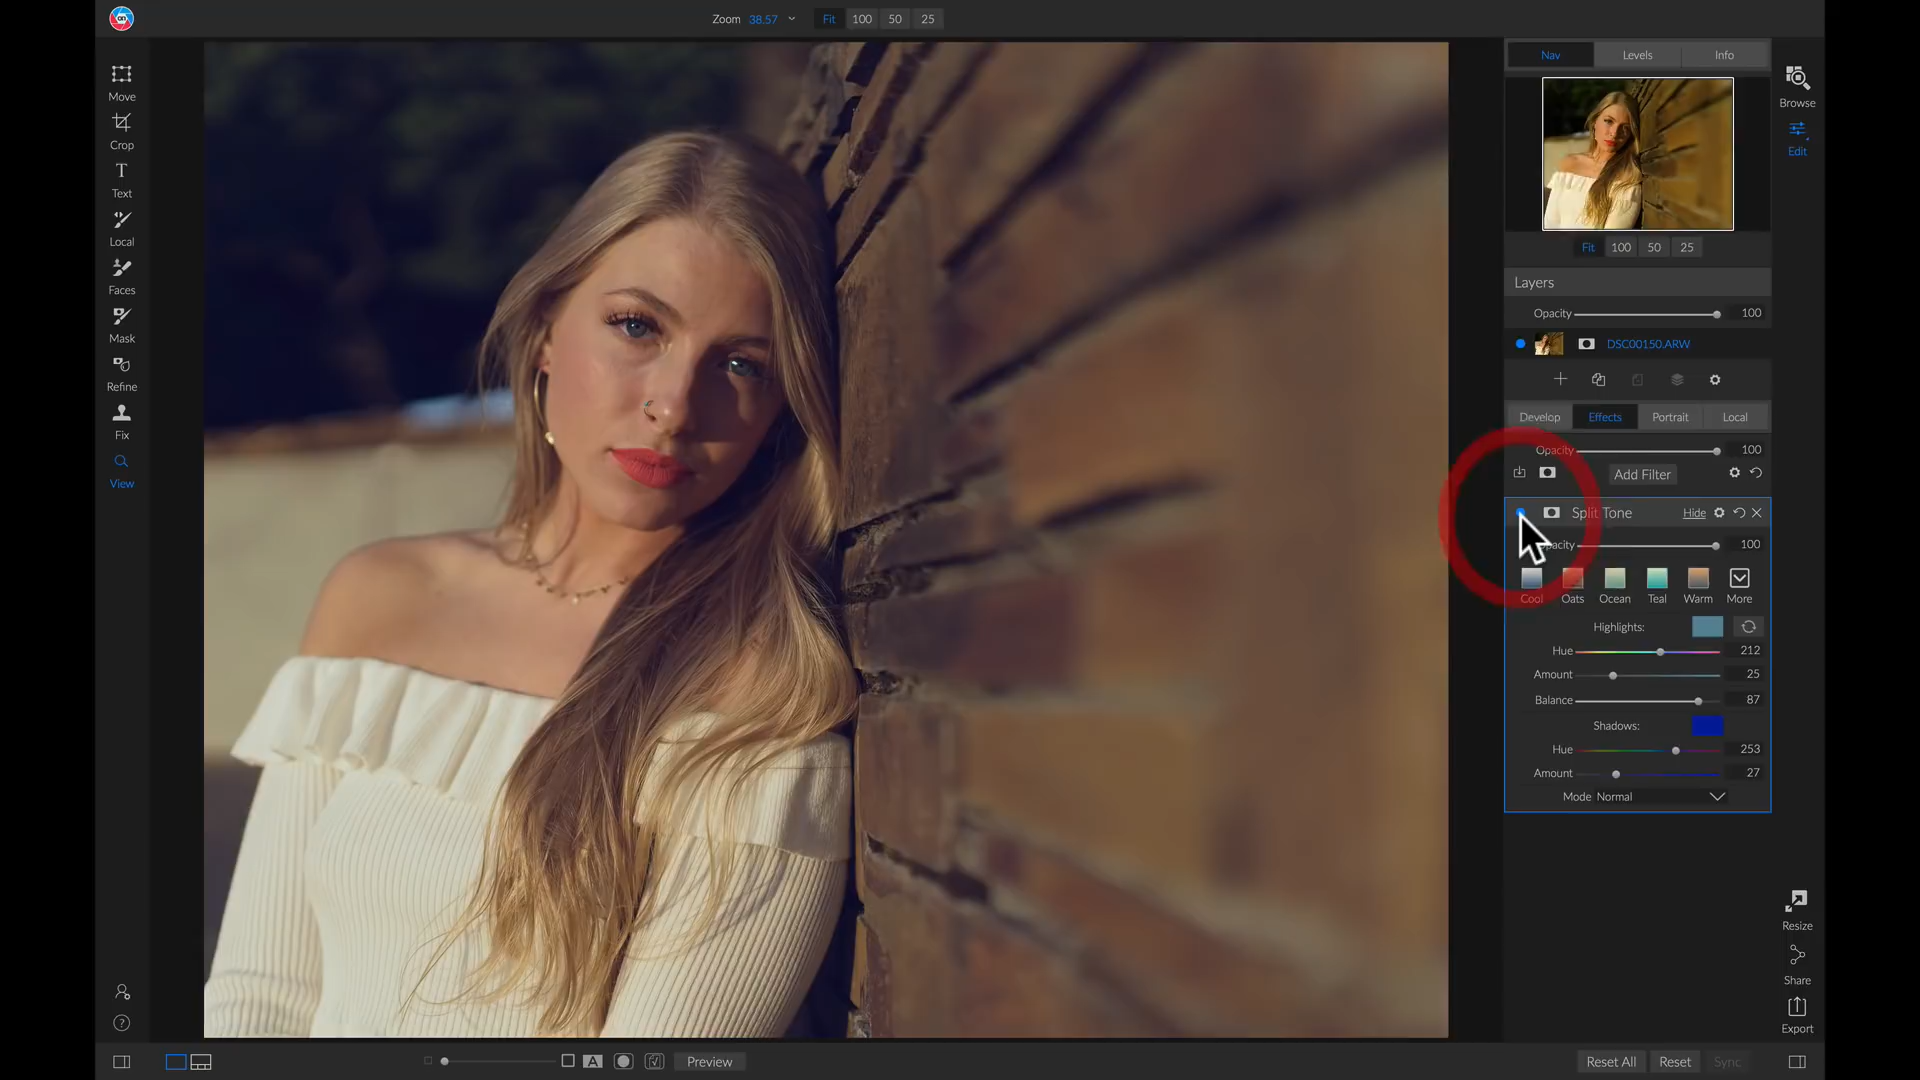 Zoom 38.57 Fit 100 50 25
Move
Crop
Text
Local
Faces
Mask
Refine
Fix
View
Nav Levels Info
Browse
Edit
Fit 100 50 25
Layers
Opacity 100
DSC00150.ARW
Develop Effects Portrait Local
Opacity 100
Add Filter
Split Tone Hide
pacity 100
Cool Oats Ocean Teal Warm More
Highlights:
Hue 212
Amount 25
Balance 87
Shadows:
Hue 253
Amount 27
Mode Normal
Resize
Share
Export
A Preview
Reset All Reset Sync